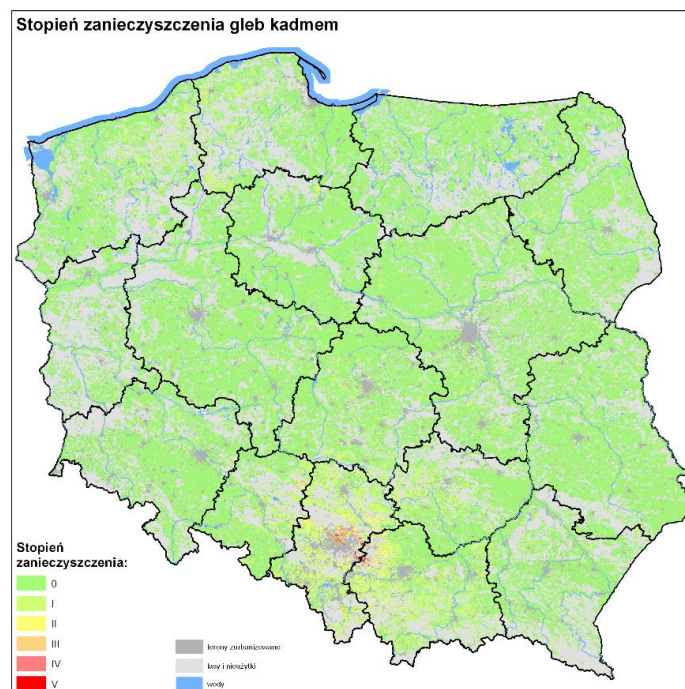 Stopień zanieczyszczenia gleb kadmem
Stopień
zanieczyszczenia:
0
I
II
III
IV
V
tereny zurbanizowane
lasy i nieużytki
wody